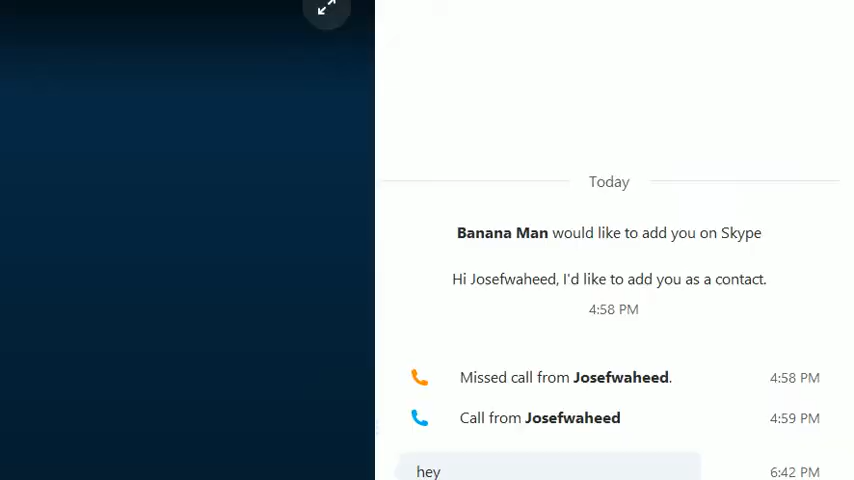 Today
Banana Man would like to add you on Skype
Hi Josefwaheed, I'd like to add you as a contact.
4:58 PM
Missed call from Josefwaheed. 4:58 PM
Call from Josefwaheed 4:59 PM
hey 6:42 PM